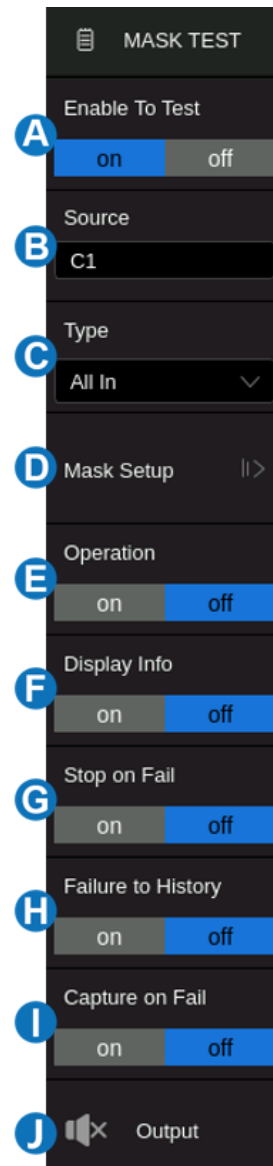 MASK TEST
Enable To Test
A
on off
Source
B
C1
Type
C
All In
D Mask Setup
Operation
E
on off
Display Info
F
on off
Stop on Fail
G
on off
Failure to History
H
on off
Capture on Fail
I
on off
J Output